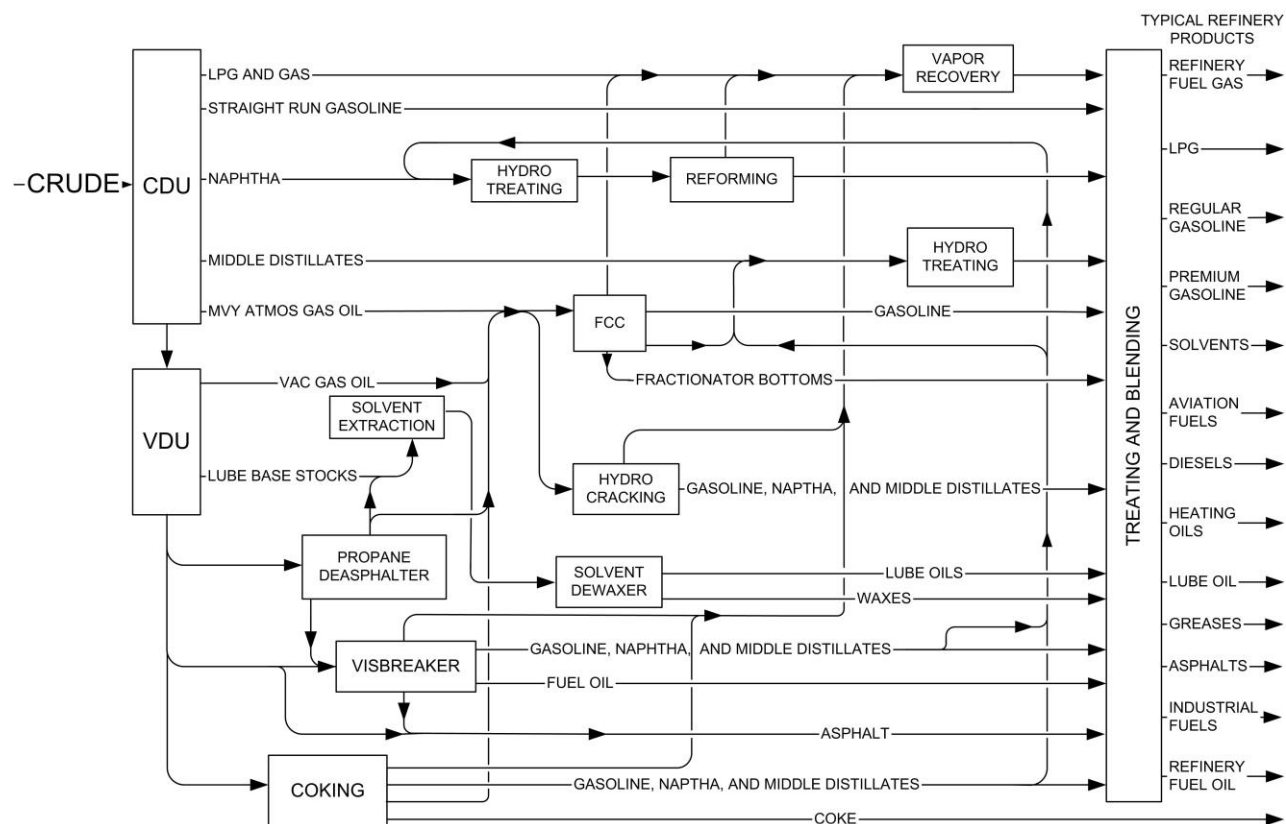 TYPICAL REFINERY
PRODUCTS
CRUDE
CDU
LPG AND GAS
VAPOR
RECOVERY
REFINERY
FUEL GAS
STRAIGHT RUN GASOLINE
LPG
NAPHTHA
HYDRO
TREATING
REFORMING
REGULAR
GASOLINE
MIDDLE DISTILLATES
HYDRO
TREATING
PREMIUM
GASOLINE
MVY ATMOS GAS OIL
FCC
GASOLINE
SOLVENTS
VDU
VAC GAS OIL
FRACTIONATOR BOTTOMS
TREATING AND BLENDING
SOLVENT
EXTRACTION
AVIATION
FUELS
LUBE BASE STOCKS
HYDRO
CRACKING
GASOLINE, NAPTHA, AND MIDDLE DISTILLATES
DIESELS
HEATING
OILS
PROPANE
DEASPHALTER
SOLVENT
DEWAXER
LUBE OILS
WAXES
LUBE OIL
GREASES
VISBREAKER
GASOLINE, NAPHTHA, AND MIDDLE DISTILLATES
FUEL OIL
ASPHALTS
ASPHALT
INDUSTRIAL
FUELS
COKING
GASOLINE, NAPTHA, AND MIDDLE DISTILLATES
REFINERY
FUEL OIL
COKE